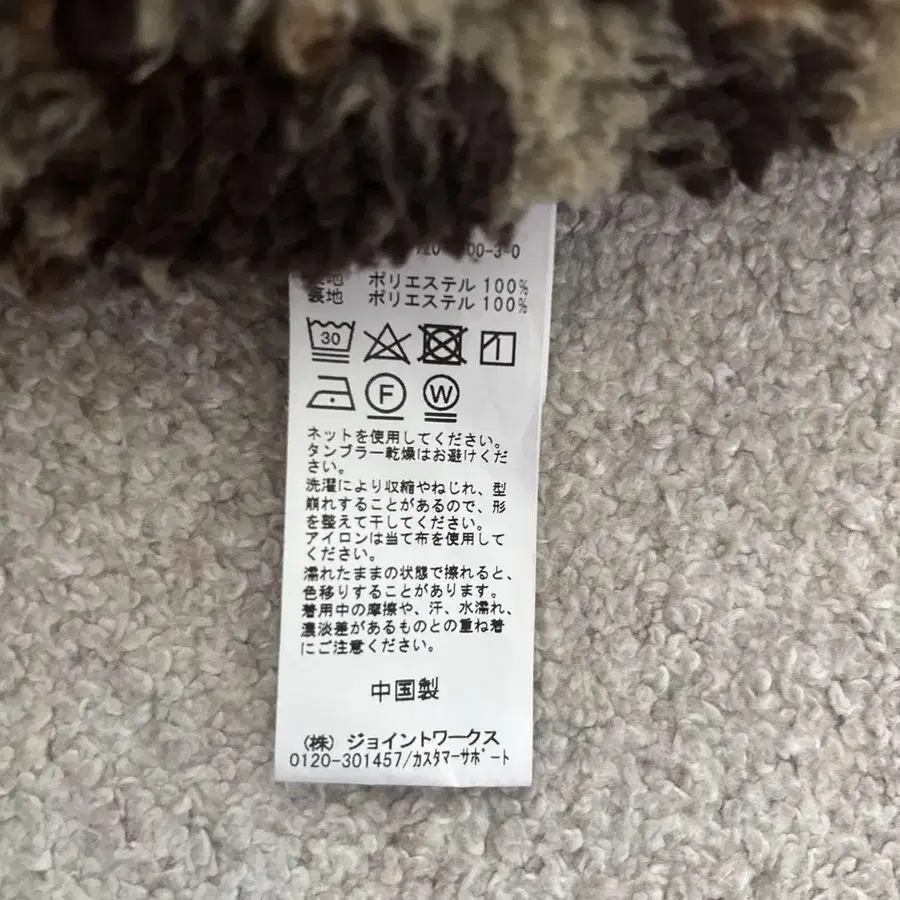 00-3-0
表地 ポリエステル 100%
裏地 ポリエステル 100%
30
F W
ネットを使用してください。
タンブラー乾燥はお避けくだ
さい。
洗濯により収縮やねじれ、型
崩れすることがあるので、形
を整えて干してください。
アイロンは当て布を使用して
ください。
濡れたままの状態で擦れると、
色移りすることがあります。
着用中の摩擦や、汗、水濡れ、
濃淡差があるものとの重ね着
にご注意ください。
中国製
(株) ジョイントワークス
0120-301457/カスタマーサポート